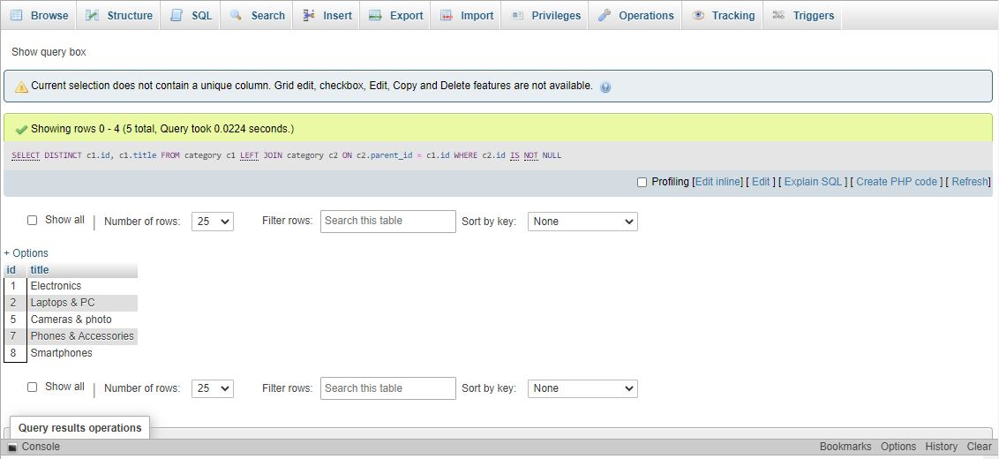 Browse Structure SQL Search Insert Export Import Privileges Operations Tracking Triggers
Show query box
Current selection does not contain a unique column. Grid edit, checkbox, Edit, Copy and Delete features are not available.
Showing rows 0 - 4 (5 total, Query took 0.0224 seconds.)
SELECT DISTINCT c1.id, c1.title FROM category c1 LEFT JOIN category c2 ON c2.parent_id = c1.id WHERE c2.id IS NOT NULL
Profiling [Edit inline] [ Edit ] [ Explain SQL ] [ Create PHP code ] [ Refresh]
Show all | Number of rows: 25 Filter rows: Search this table Sort by key: None
+ Options
id title
1 Electronics
2 Laptops & PC
5 Cameras & photo
7 Phones & Accessories
8 Smartphones
Show all | Number of rows: 25 Filter rows: Search this table Sort by key: None
Query results operations
Console Bookmarks Options History Clear